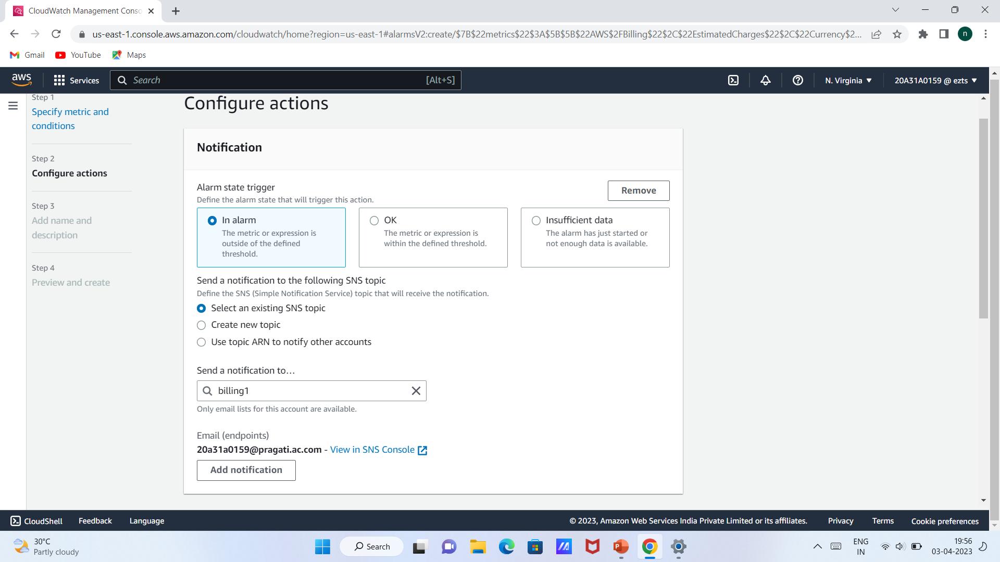 CloudWatch Management Conso
us-east-1.console.aws.amazon.com/cloudwatch/home?region=us-east-1#alarmsV2:create/$7B$22metrics$22$3A$5B$5B$22AWS$2FBilling$22$2C$22EstimatedCharges$22$2C$22Currency$2...
n
Gmail YouTube Maps
aws Services Search [Alt+S] N. Virginia 20A31A0159 @ ezts
Step 1
Specify metric and
conditions
Step 2
Configure actions
Step 3
Add name and
description
Step 4
Preview and create
Configure actions
Notification
Alarm state trigger
Define the alarm state that will trigger this action.
Remove
In alarm
The metric or expression is
outside of the defined
threshold.
OK
The metric or expression is
within the defined threshold.
Insufficient data
The alarm has just started or
not enough data is available.
Send a notification to the following SNS topic
Define the SNS (Simple Notification Service) topic that will receive the notification.
Select an existing SNS topic
Create new topic
Use topic ARN to notify other accounts
Send a notification to…
billing1
Only email lists for this account are available.
Email (endpoints)
20a31a0159@pragati.ac.com - View in SNS Console
Add notification
CloudShell Feedback Language © 2023, Amazon Web Services India Private Limited or its affiliates. Privacy Terms Cookie preferences
30°C
Partly cloudy
Search
ENG
IN
19:56
03-04-2023